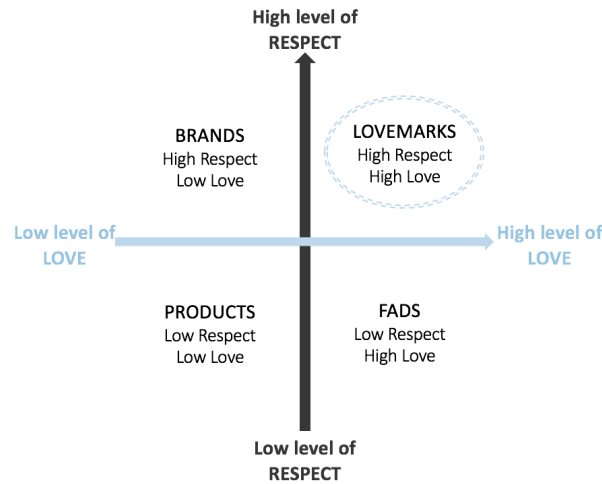 High level of
RESPECT
BRANDS
High Respect
Low Love
LOVEMARKS
High Respect
High Love
Low level of
LOVE
High level of
LOVE
PRODUCTS
Low Respect
Low Love
FADS
Low Respect
High Love
Low level of
RESPECT